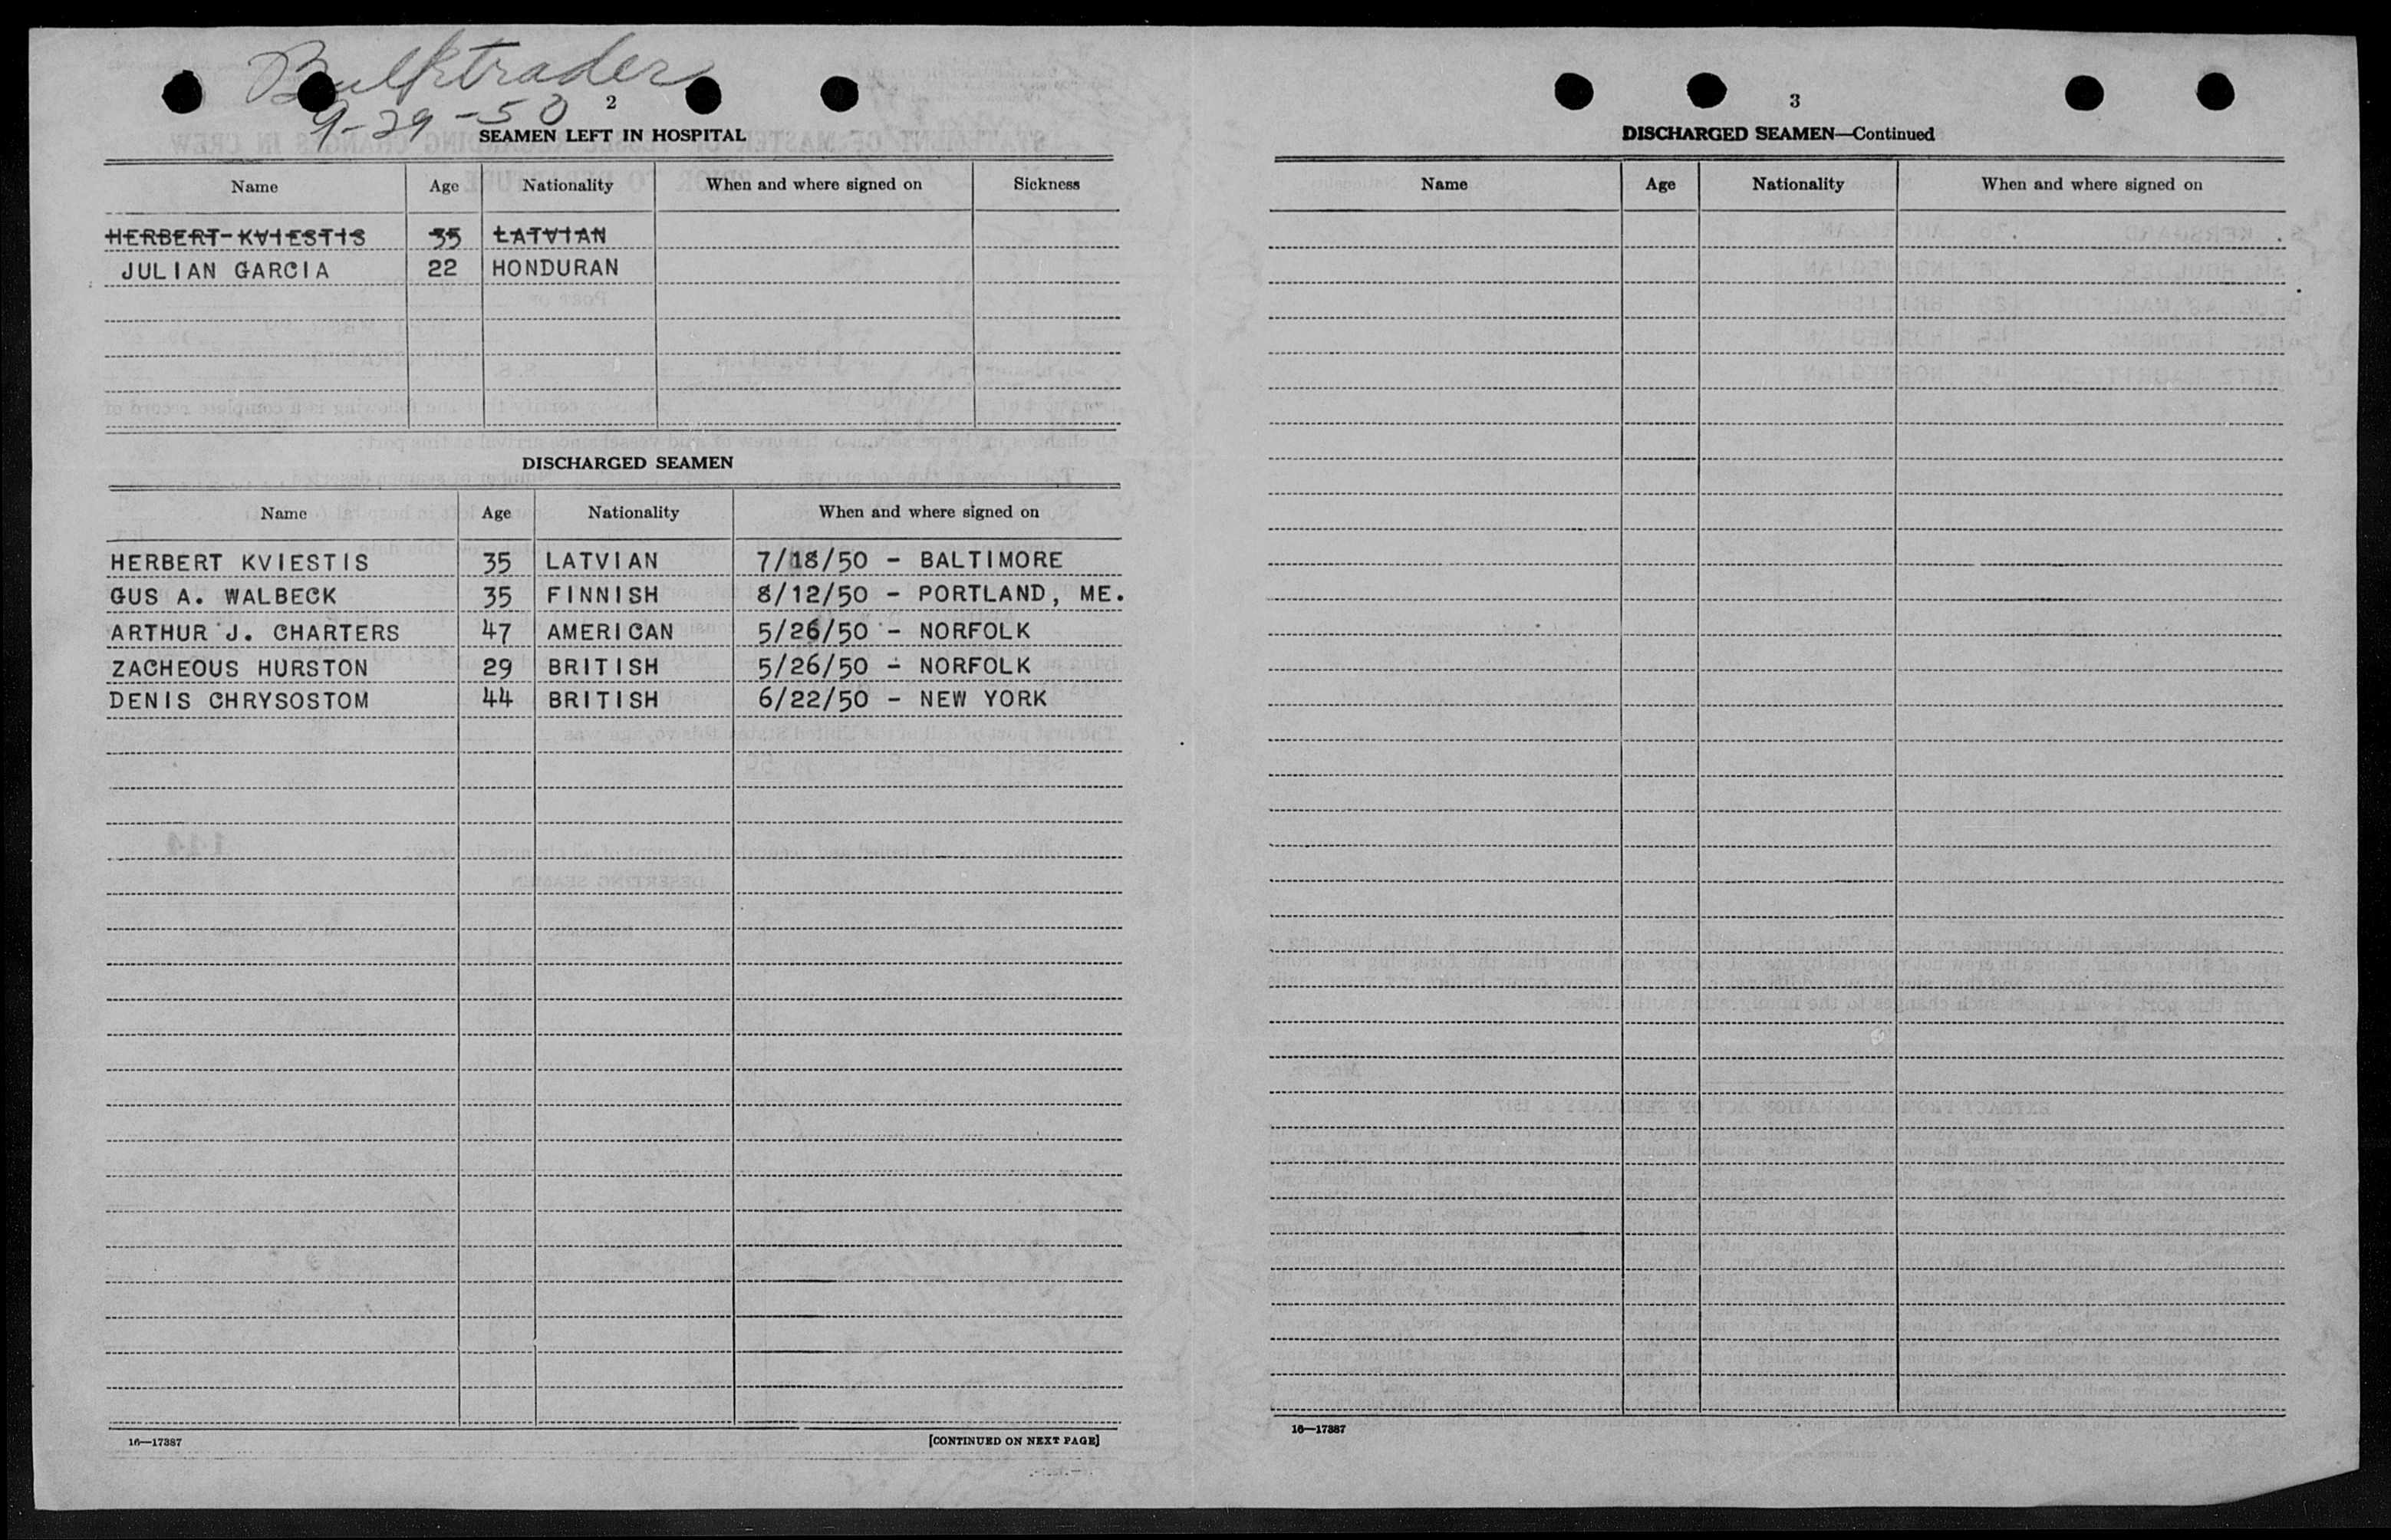 Bulktrader
9-29-50
2
SEAMEN LEFT IN HOSPITAL
Name Age Nationality When and where signed on Sickness
HERBERT KVIESTIS 35 LATVIAN
JULIAN GARCIA 22 HONDURAN
DISCHARGED SEAMEN
Name Age Nationality When and where signed on
HERBERT KVIESTIS 35 LATVIAN 7/18/50 - BALTIMORE
GUS A. WALBECK 35 FINNISH 8/12/50 - PORTLAND, ME.
ARTHUR J. CHARTERS 47 AMERICAN 5/26/50 - NORFOLK
ZACHEOUS HURSTON 29 BRITISH 5/26/50 - NORFOLK
DENIS CHRYSOSTOM 44 BRITISH 6/22/50 - NEW YORK
16—17387 [CONTINUED ON NEXT PAGE]
3
DISCHARGED SEAMEN—Continued
Name Age Nationality When and where signed on
16—17387